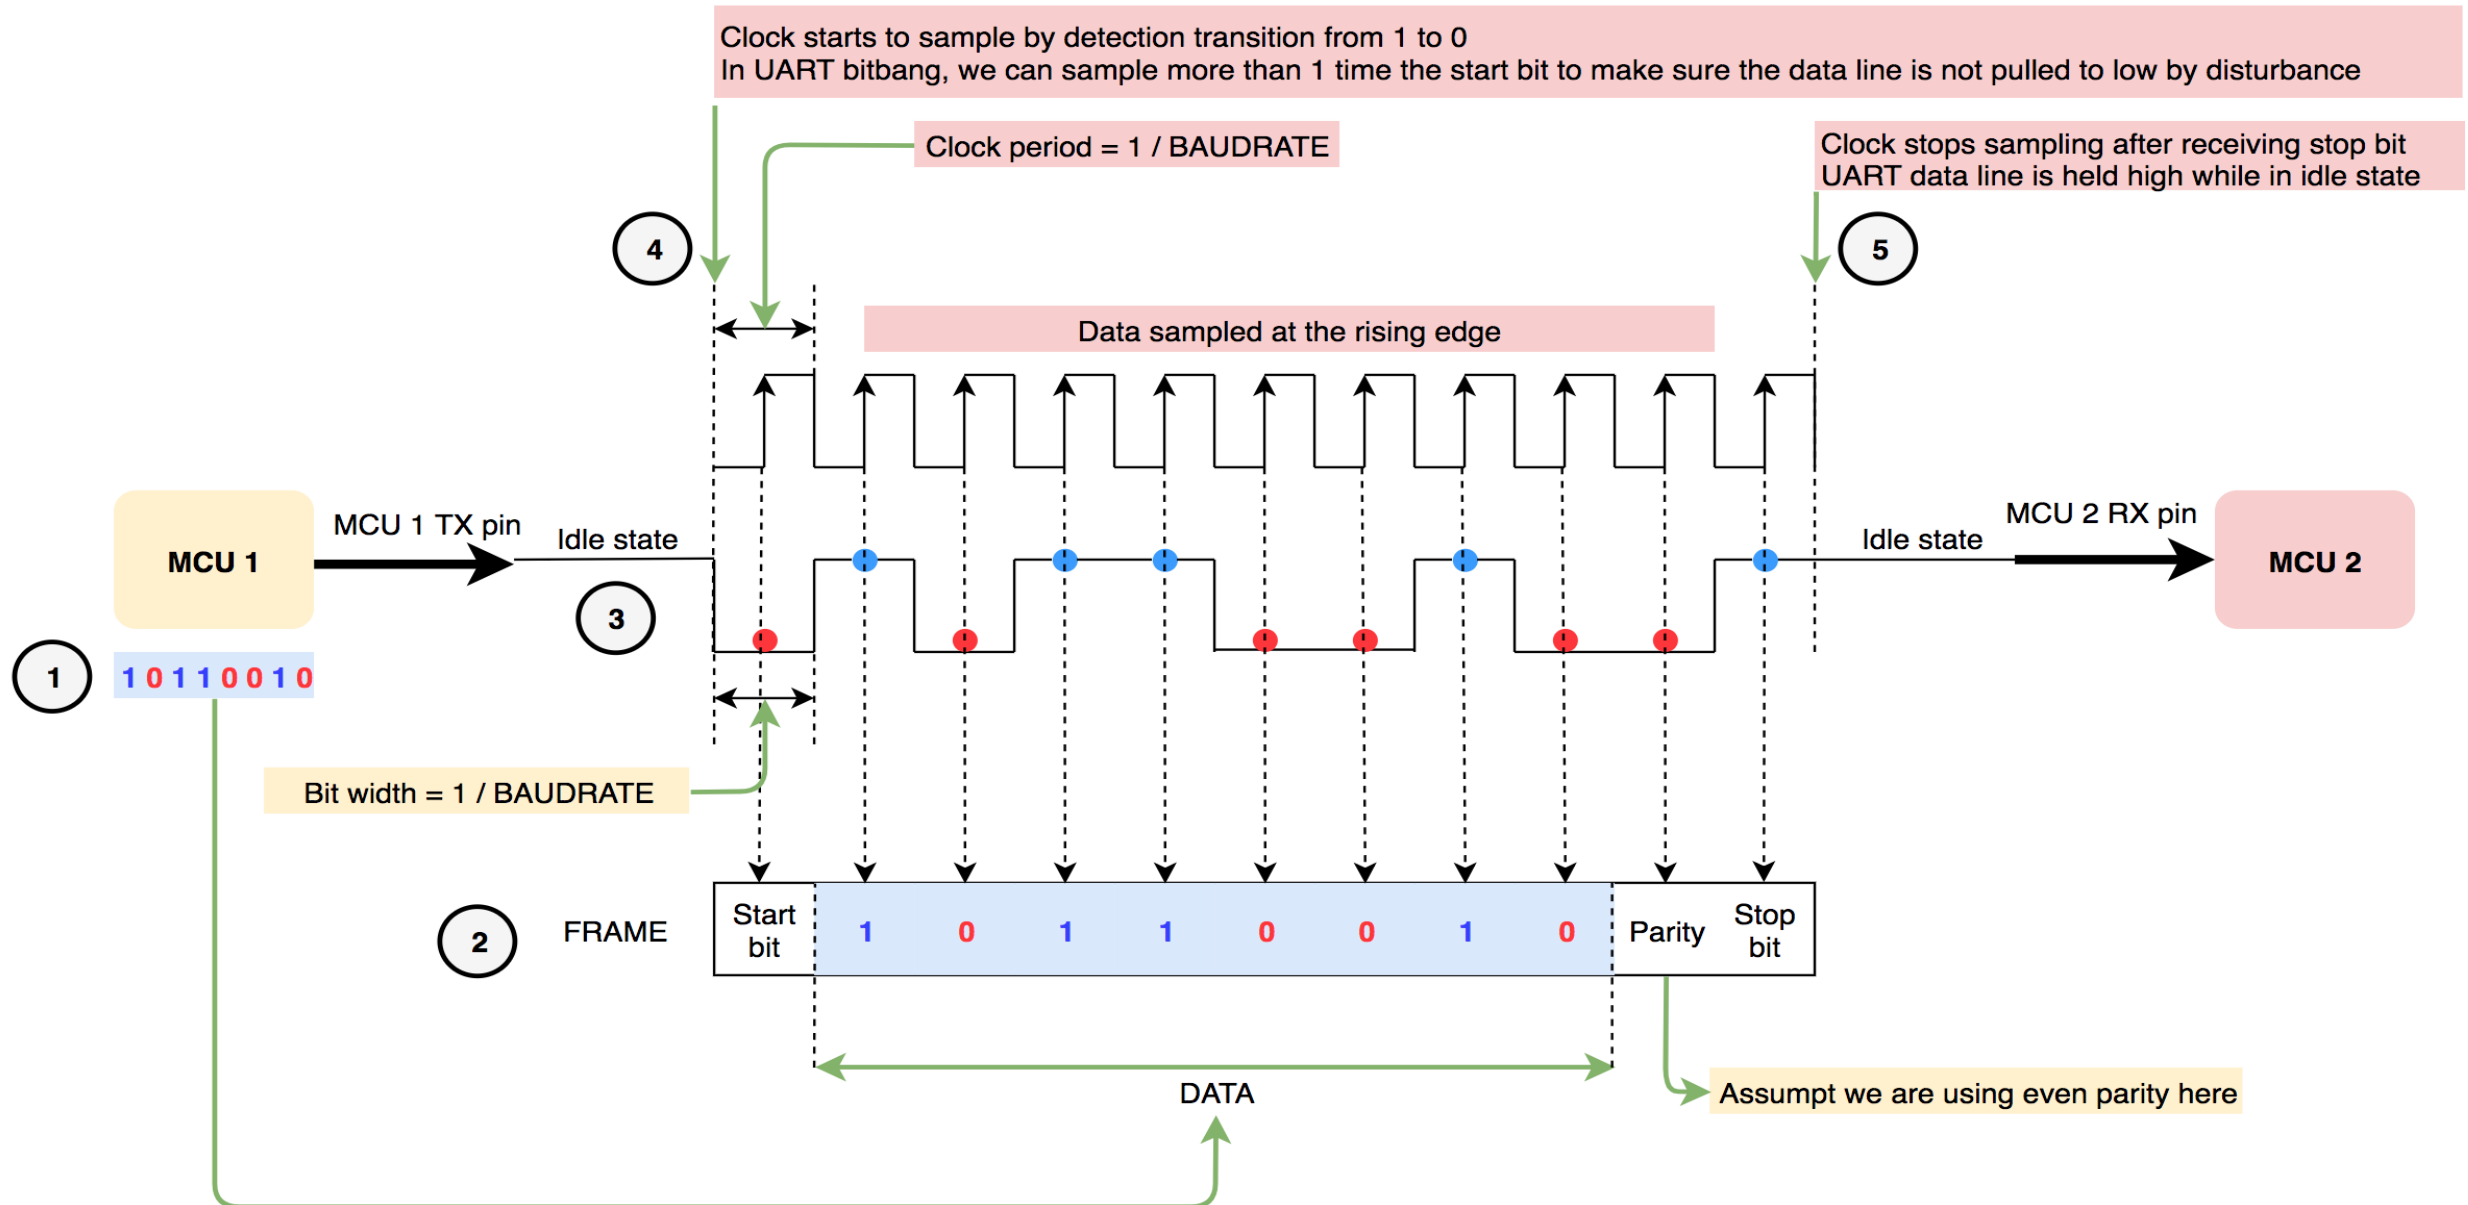 Clock starts to sample by detection transition from 1 to 0
In UART bitbang, we can sample more than 1 time the start bit to make sure the data line is not pulled to low by disturbance
Clock period = 1 / BAUDRATE
Clock stops sampling after receiving stop bit
UART data line is held high while in idle state
4
5
Data sampled at the rising edge
MCU 1
MCU 1 TX pin
Idle state
3
Idle state
MCU 2 RX pin
MCU 2
1
1 0 1 1 0 0 1 0
Bit width = 1 / BAUDRATE
2
FRAME
Start
bit
1 0 1 1 0 0 1 0
Parity
Stop
bit
DATA
Assumpt we are using even parity here